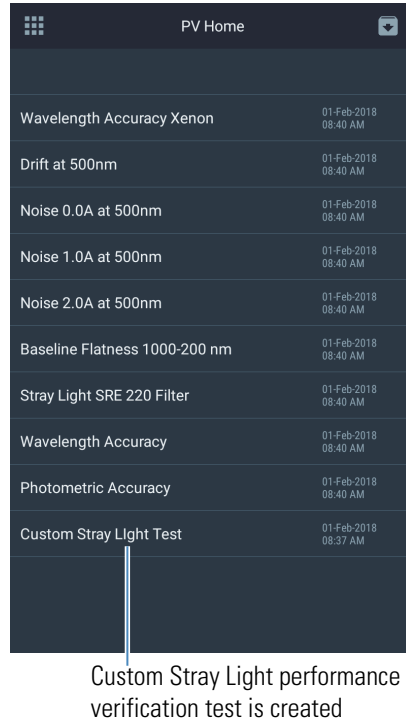 PV Home
Wavelength Accuracy Xenon
01-Feb-2018
08:40 AM
Drift at 500nm
01-Feb-2018
08:40 AM
Noise 0.0A at 500nm
01-Feb-2018
08:40 AM
Noise 1.0A at 500nm
01-Feb-2018
08:40 AM
Noise 2.0A at 500nm
01-Feb-2018
08:40 AM
Baseline Flatness 1000-200 nm
01-Feb-2018
08:40 AM
Stray Light SRE 220 Filter
01-Feb-2018
08:40 AM
Wavelength Accuracy
01-Feb-2018
08:40 AM
Photometric Accuracy
01-Feb-2018
08:40 AM
Custom Stray LIght Test
01-Feb-2018
08:37 AM
Custom Stray Light performance
verification test is created